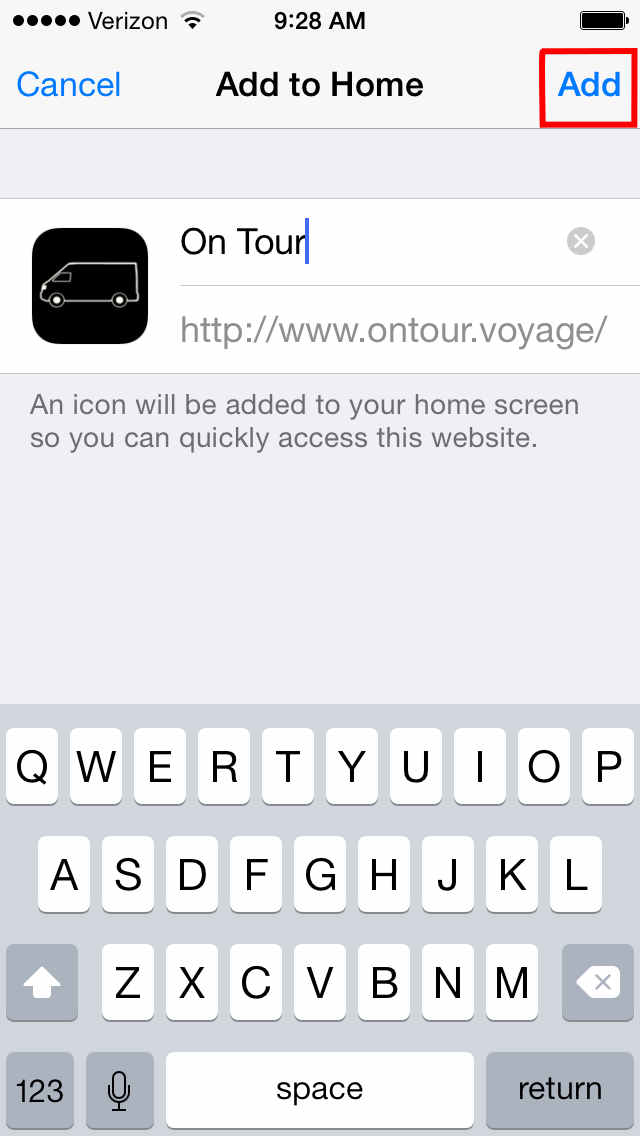 Verizon 9:28 AM
Cancel Add to Home Add
On Tour
http://www.ontour.voyage/
An icon will be added to your home screen
so you can quickly access this website.
Q W E R T Y U I O P
A S D F G H J K L
Z X C V B N M
123 space return